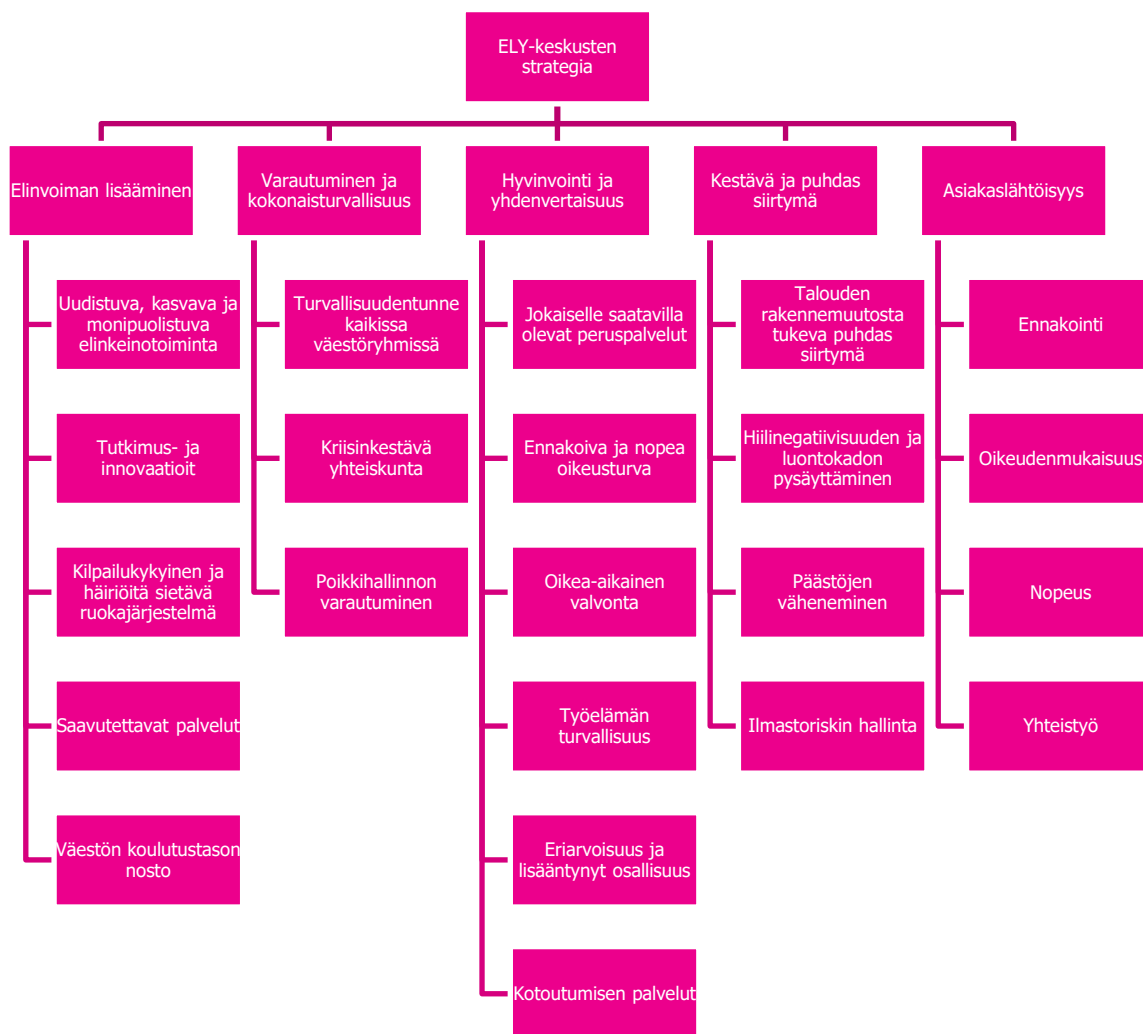 ELY-keskusten
strategia
Elinvoiman lisääminen
Uudistuva, kasvava ja
monipuolistuva
elinkeinotoiminta
Tutkimus- ja
innovaatioit
Kilpailukykyinen ja
häiriöitä sietävä
ruokajärjestelmä
Saavutettavat palvelut
Väestön koulutustason
nosto
Varautuminen ja
kokonaisturvallisuus
Turvallisuudentunne
kaikissa
väestöryhmissä
Kriisinkestävä
yhteiskunta
Poikkihallinnon
varautuminen
Hyvinvointi ja
yhdenvertaisuus
Jokaiselle saatavilla
olevat peruspalvelut
Ennakoiva ja nopea
oikeusturva
Oikea-aikainen
valvonta
Työelämän
turvallisuus
Eriarvoisuus ja
lisääntynyt osallisuus
Kotoutumisen palvelut
Kestävä ja puhdas
siirtymä
Talouden
rakennemuutosta
tukeva puhdas
siirtymä
Hiilinegatiivisuuden ja
luontokadon
pysäyttäminen
Päästöjen
väheneminen
Ilmastoriskin hallinta
Asiakaslähtöisyys
Ennakointi
Oikeudenmukaisuus
Nopeus
Yhteistyö